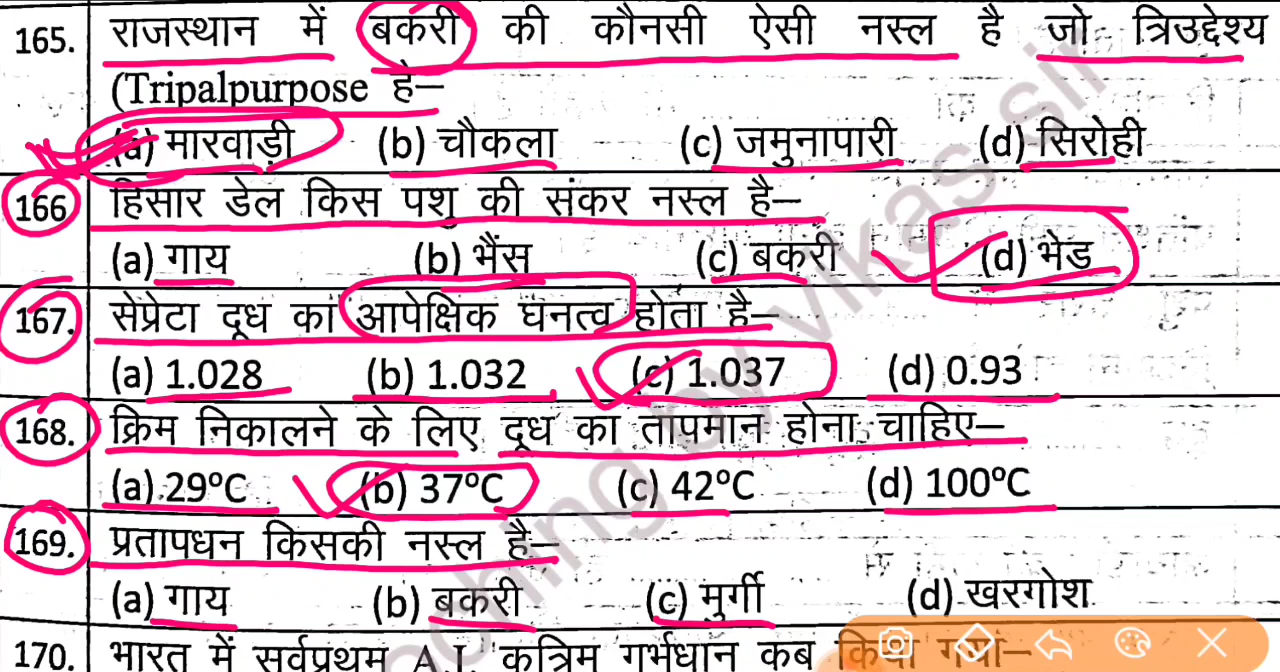 165. राजस्थान में बकरी की कौनसी ऐसी नस्ल है जो त्रिउद्देश्य
(Tripalpurpose है–
(a) मारवाड़ी (b) चौकला (c) जमुनापारी (d) सिरोही
166 हिसार डेल किस पशु की संकर नस्ल है–
(a) गाय (b) भैंस (c) बकरी (d) भेड
167. सेप्रेटा दूध का आपेक्षिक घनत्व होता है–
(a) 1.028 (b) 1.032 (c) 1.037 (d) 0.93
168. क्रिम निकालने के लिए दूध का तापमान होना चाहिए–
(a) 29°C (b) 37°C (c) 42°C (d) 100°C
169. प्रतापधन किसकी नस्ल है–
(a) गाय (b) बकरी (c) मुर्गी (d) खरगोश
170. भारत में सर्वप्रथम A.I. कृत्रिम गर्भधान कब किया गया–